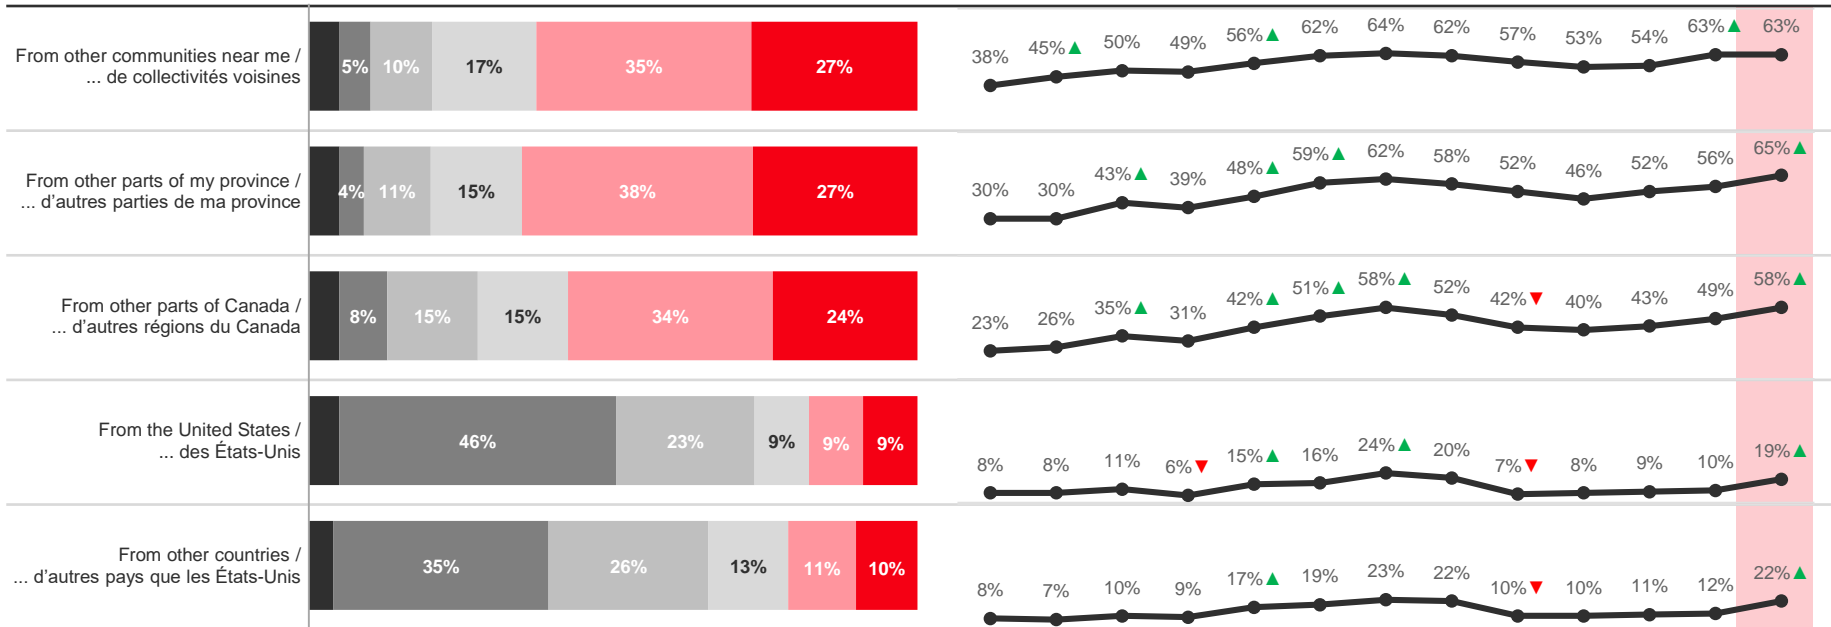 From other communities near me /
... de collectivités voisines
5% 10% 17% 35% 27%
38% 45%▲ 50% 49% 56%▲ 62% 64% 62% 57% 53% 54% 63%▲ 63%
From other parts of my province /
... d'autres parties de ma province
4% 11% 15% 38% 27%
30% 30% 43%▲ 39% 48%▲ 59%▲ 62% 58% 52% 46% 52% 56% 65%▲
From other parts of Canada /
... d'autres régions du Canada
8% 15% 15% 34% 24%
23% 26% 35%▲ 31% 42%▲ 51%▲ 58%▲ 52% 42%▼ 40% 43% 49% 58%▲
From the United States /
... des États-Unis
46% 23% 9% 9% 9%
8% 8% 11% 6%▼ 15%▲ 16% 24%▲ 20% 7%▼ 8% 9% 10% 19%▲
From other countries /
... d'autres pays que les États-Unis
35% 26% 13% 11% 10%
8% 7% 10% 9% 17%▲ 19% 23% 22% 10%▼ 10% 11% 12% 22%▲